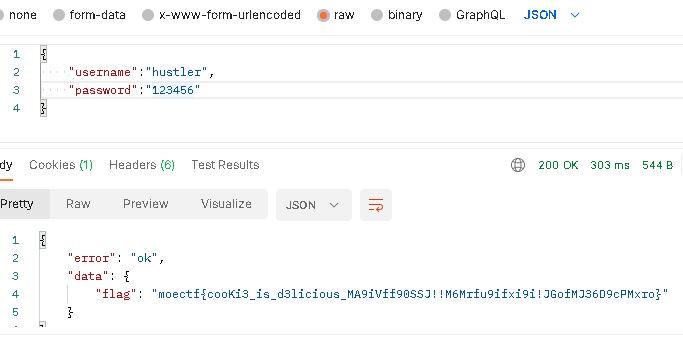 none form-data x-www-form-urlencoded raw binary GraphQL JSON
1 {
2 "username":"hustler",
3 "password":"123456"
4 }
dy Cookies (1) Headers (6) Test Results 200 OK 303 ms 544 B
Pretty Raw Preview Visualize JSON
1 {
2 "error": "ok",
3 "data": {
4 "flag": "moectf{cooKi3_is_d3licious_MA9iVff90SSJ!!M6Mrfu9ifxi9i!JGofMJ36D9cPMxro}"
5 }